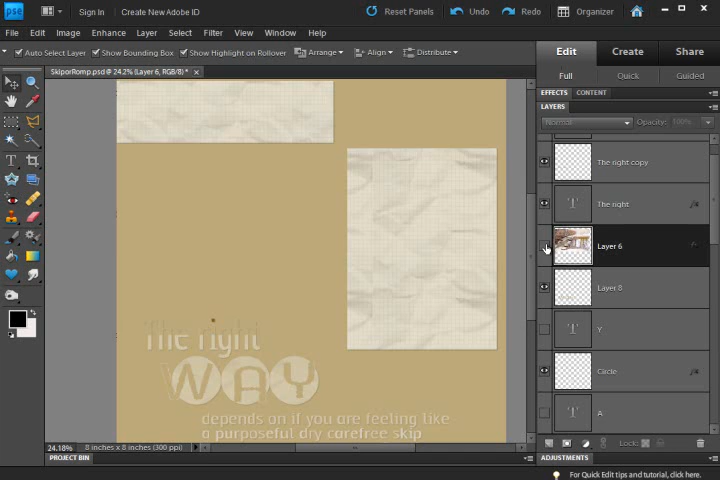 pse Sign In Create New Adobe ID Reset Panels Undo Redo Organizer
File Edit Image Enhance Layer Select Filter View Window Help
Auto Select Layer Show Bounding Box Show Highlight on Rollover Arrange Align Distribute
Edit Create Share
Full Quick Guided
SkiporRomp.psd @ 24.2% (Layer 6, RGB/8) *
EFFECTS CONTENT
LAYERS
Normal Opacity: 100%
The right copy
The right
Layer 6
Layer 8
Y
Circle
A
The right
WAY
depends on if you are feeling like
a purposeful dry carefree skip
24.18% 8 inches x 8 inches (300 ppi)
Lock:
PROJECT BIN
ADJUSTMENTS
For Quick Edit tips and tutorial, click here.